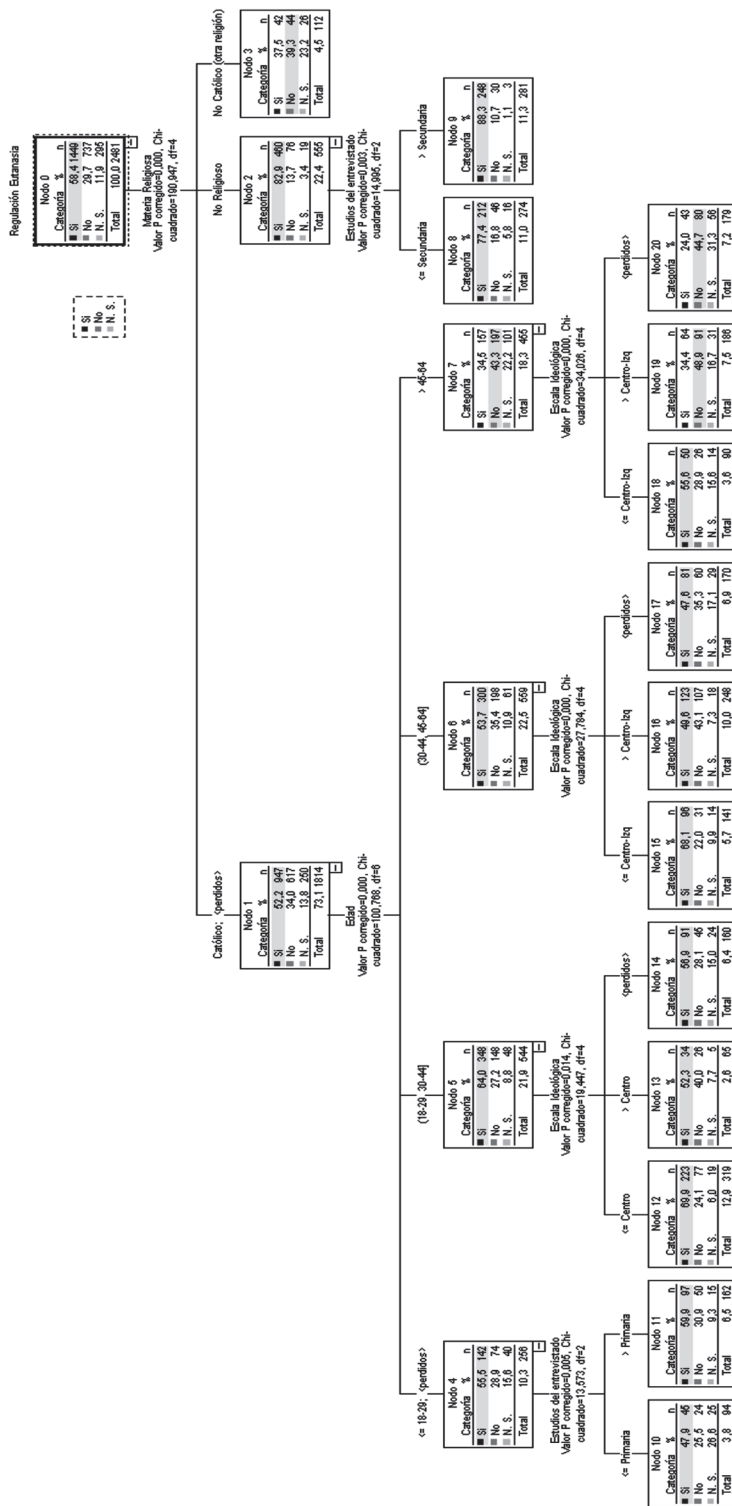 Regulación Eutanasia
Si
No
N. S.
Nodo 0
Categoría % n
Si 58,4 1449
No 29,7 737
N. S. 11,9 295
Total 100,0 2481
Materia Religiosa
Valor P corregido=0,000, Chi-
cuadrado=190,947, df=4
Católico; <perdidos>
Nodo 1
Categoría % n
Si 52,2 947
No 34,0 617
N. S. 13,8 250
Total 73,1 1814
Edad
Valor P corregido=0,000, Chi-
cuadrado=100,768, df=6
No Religioso
Nodo 2
Categoría % n
Si 82,9 460
No 13,7 76
N. S. 3,4 19
Total 22,4 555
Estudios del entrevistado
Valor P corregido=0,003, Chi-
cuadrado=14,995, df=2
No Católico (otra religión)
Nodo 3
Categoría % n
Si 37,5 42
No 39,3 44
N. S. 23,2 26
Total 4,5 112
<= 18-29; <perdidos>
Nodo 4
Categoría % n
Si 55,5 142
No 28,9 74
N. S. 15,6 40
Total 10,3 256
Estudios del entrevistado
Valor P corregido=0,005, Chi-
cuadrado=13,573, df=2
(18-29, 30-44]
Nodo 5
Categoría % n
Si 64,0 348
No 27,2 148
N. S. 8,8 48
Total 21,9 544
Escala Ideológica
Valor P corregido=0,014, Chi-
cuadrado=19,447, df=4
(30-44, 45-64]
Nodo 6
Categoría % n
Si 53,7 300
No 35,4 198
N. S. 10,9 61
Total 22,5 559
Escala Ideológica
Valor P corregido=0,000, Chi-
cuadrado=27,784, df=4
> 45-64
Nodo 7
Categoría % n
Si 34,5 157
No 43,3 197
N. S. 22,2 101
Total 18,3 455
Escala Ideológica
Valor P corregido=0,000, Chi-
cuadrado=34,026, df=4
<= Secundaria
Nodo 8
Categoría % n
Si 77,4 212
No 16,8 46
N. S. 5,8 16
Total 11,0 274
> Secundaria
Nodo 9
Categoría % n
Si 88,3 248
No 10,7 30
N. S. 1,1 3
Total 11,3 281
<= Primaria
Nodo 10
Categoría % n
Si 47,9 45
No 25,5 24
N. S. 26,6 25
Total 3,8 94
> Primaria
Nodo 11
Categoría % n
Si 59,9 97
No 30,9 50
N. S. 9,3 15
Total 6,5 162
<= Centro
Nodo 12
Categoría % n
Si 69,9 223
No 24,1 77
N. S. 6,0 19
Total 12,9 319
> Centro
Nodo 13
Categoría % n
Si 52,3 34
No 40,0 26
N. S. 7,7 5
Total 2,6 65
<perdidos>
Nodo 14
Categoría % n
Si 56,9 91
No 28,1 45
N. S. 15,0 24
Total 6,4 160
<= Centro-Izq
Nodo 15
Categoría % n
Si 68,1 96
No 22,0 31
N. S. 9,9 14
Total 5,7 141
> Centro-Izq
Nodo 16
Categoría % n
Si 49,6 123
No 43,1 107
N. S. 7,3 18
Total 10,0 248
<perdidos>
Nodo 17
Categoría % n
Si 47,6 81
No 35,3 60
N. S. 17,1 29
Total 6,9 170
<= Centro-Izq
Nodo 18
Categoría % n
Si 55,6 50
No 28,9 26
N. S. 15,6 14
Total 3,6 90
> Centro-Izq
Nodo 19
Categoría % n
Si 34,4 64
No 48,9 91
N. S. 16,7 31
Total 7,5 186
<perdidos>
Nodo 20
Categoría % n
Si 24,0 43
No 44,7 80
N. S. 31,3 56
Total 7,2 179